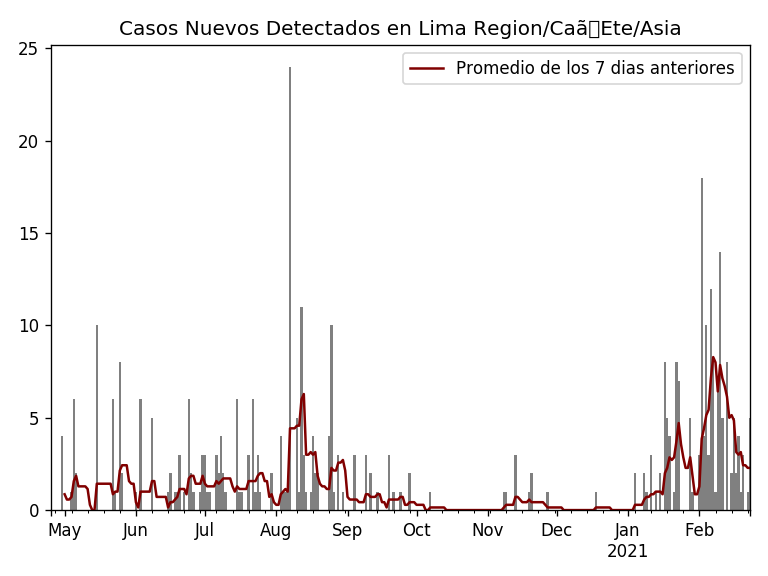 Casos Nuevos Detectados en Lima Region/Caã▯Ete/Asia
Promedio de los 7 dias anteriores
25
20
15
10
5
0
May Jun Jul Aug Sep Oct Nov Dec Jan Feb
2021